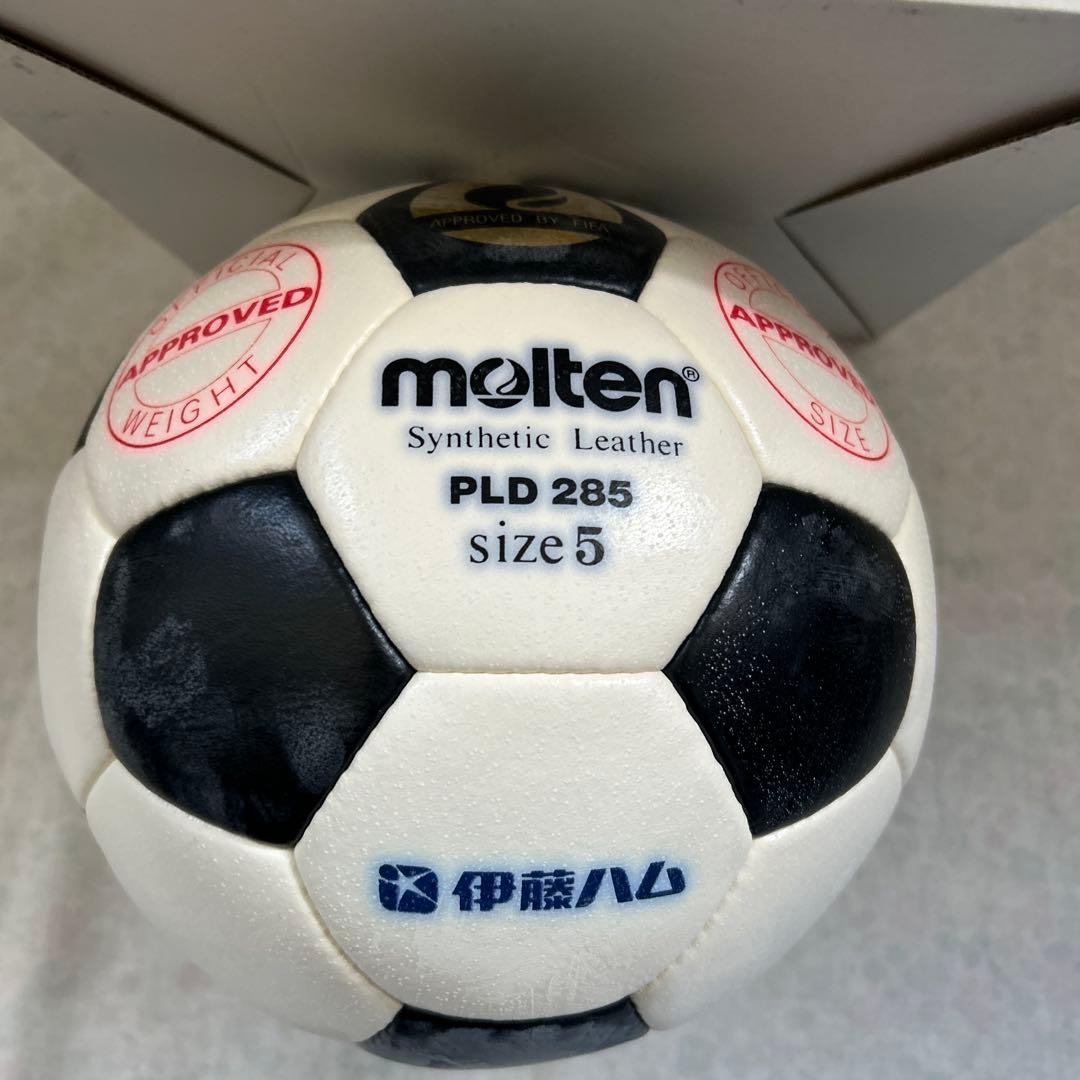 APPROVED BY FIFA
OFFICIAL
APPROVED
WEIGHT
OFFICIAL
APPROVED
SIZE
molten®
Synthetic Leather
PLD 285
size 5
伊藤ハム